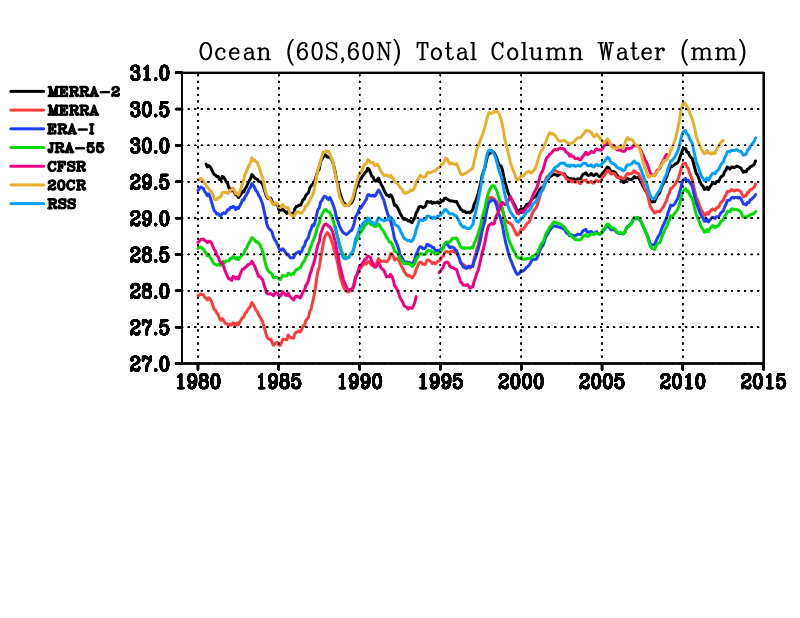 Ocean (60S,60N) Total Column Water (mm)
MERRA-2
MERRA
ERA-I
JRA-55
CFSR
20CR
RSS
31.0
30.5
30.0
29.5
29.0
28.5
28.0
27.5
27.0
1980 1985 1990 1995 2000 2005 2010 2015